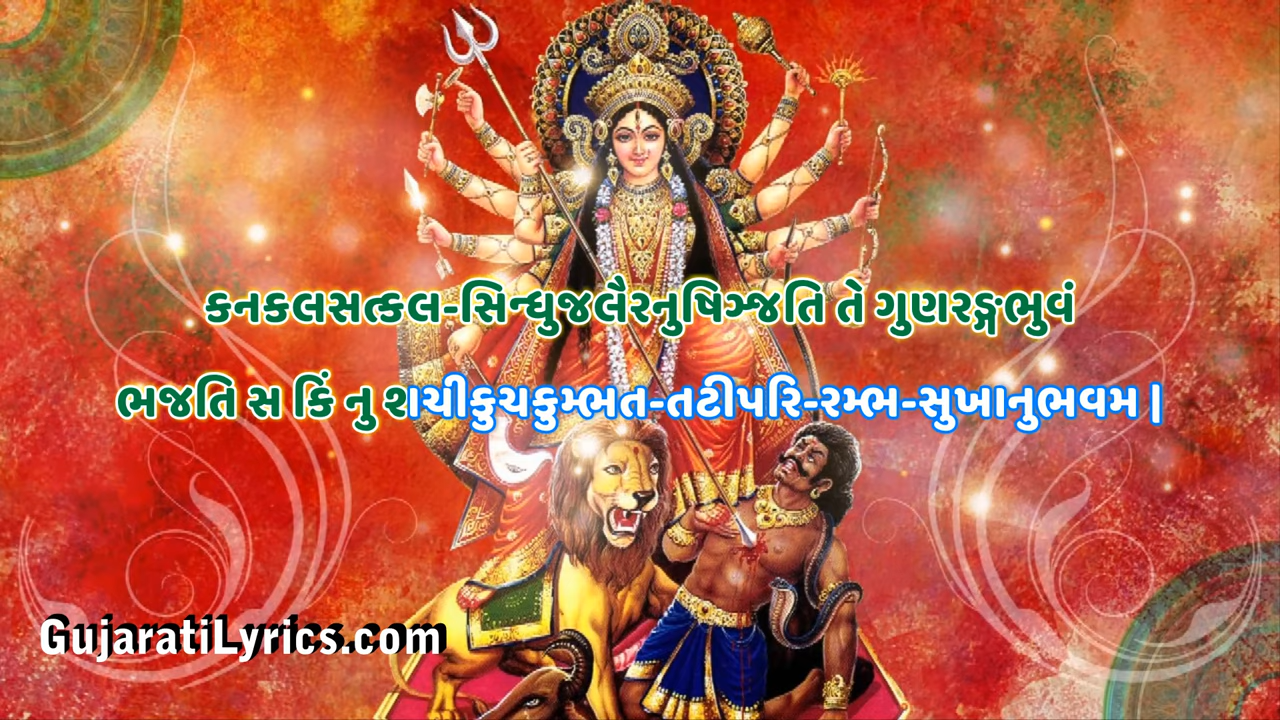 કનકલસત્કલ-સિન્ધુજલૈરનુષિઞ્જતિ તે ગુણરઙ્ગભુવં
ભજતિ સ કિં નુ શચીકુચકુમ્ભત-તટીપરિ-રમ્ભ-સુખાનુભવમ |
GujaratiLyrics.com